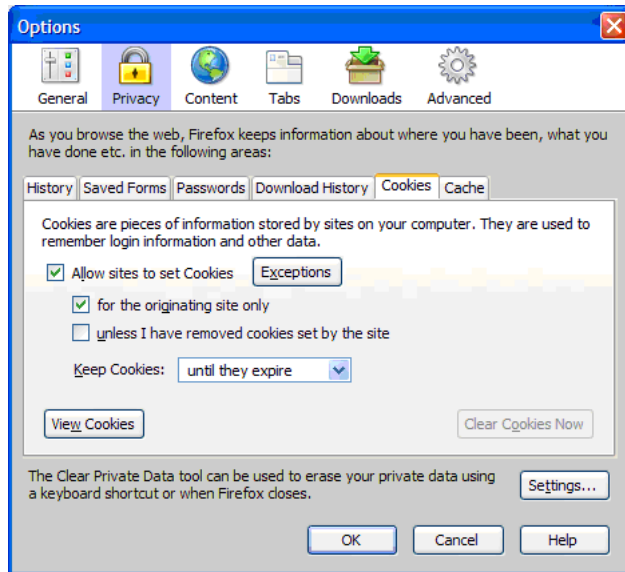 Options
General Privacy Content Tabs Downloads Advanced
As you browse the web, Firefox keeps information about where you have been, what you
have done etc. in the following areas:
History Saved Forms Passwords Download History Cookies Cache
Cookies are pieces of information stored by sites on your computer. They are used to
remember login information and other data.
Allow sites to set Cookies Exceptions
for the originating site only
unless I have removed cookies set by the site
Keep Cookies: until they expire
View Cookies Clear Cookies Now
The Clear Private Data tool can be used to erase your private data using
a keyboard shortcut or when Firefox closes.
Settings...
OK Cancel Help